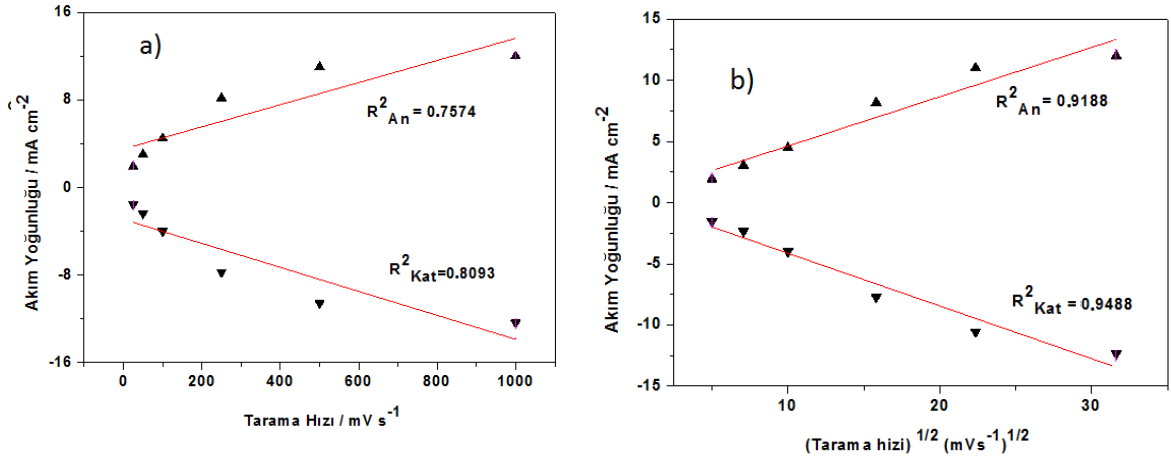 a)
Akım Yoğunluğu / mA cm-2
16
8
0
-8
-16
R2An = 0.7574
R2Kat= 0.8093
0 200 400 600 800 1000
Tarama Hızı / mV s-1
b)
Akım Yoğunluğu / mA cm-2
15
10
5
0
-5
-10
-15
R2An = 0.9188
R2Kat = 0.9488
10 20 30
(Tarama hizi) 1/2 (mVs-1)1/2